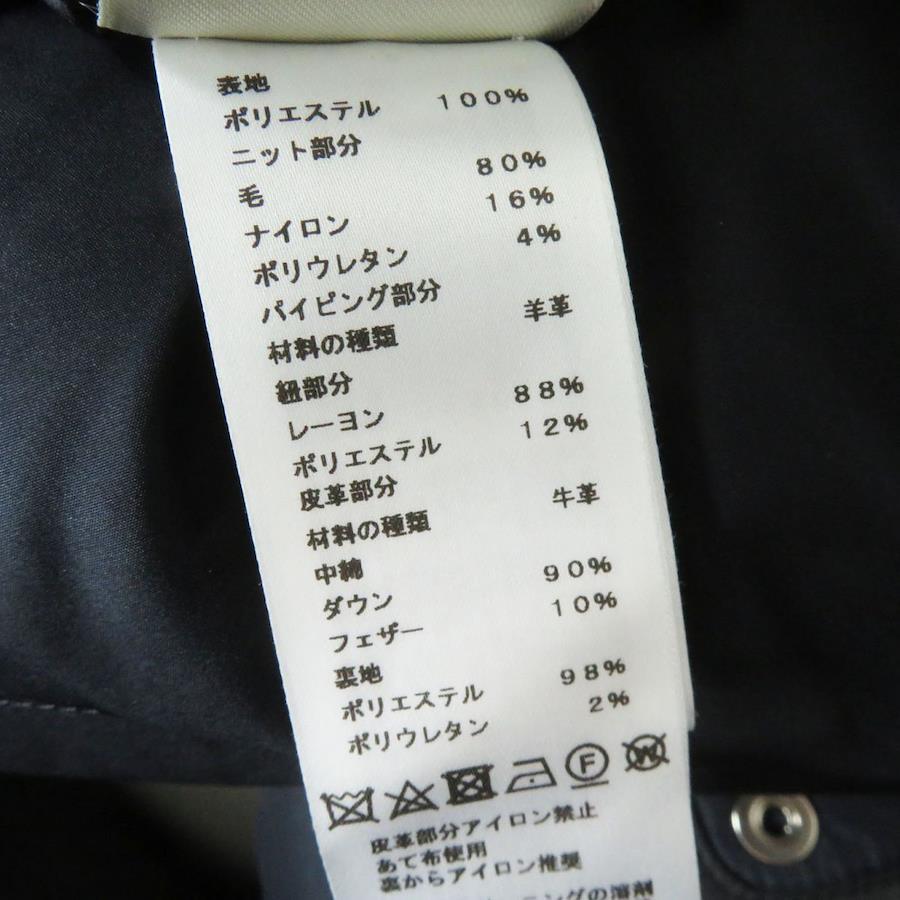 表地
ポリエステル 100%
ニット部分
毛 80%
ナイロン 16%
ポリウレタン 4%
パイピング部分
材料の種類 羊革
紐部分
レーヨン 88%
ポリエステル 12%
皮革部分
材料の種類 牛革
中綿
ダウン 90%
フェザー 10%
裏地
ポリエステル 98%
ポリウレタン 2%
F W
皮革部分アイロン禁止
あて布使用
裏からアイロン推奨
ングの溶剤